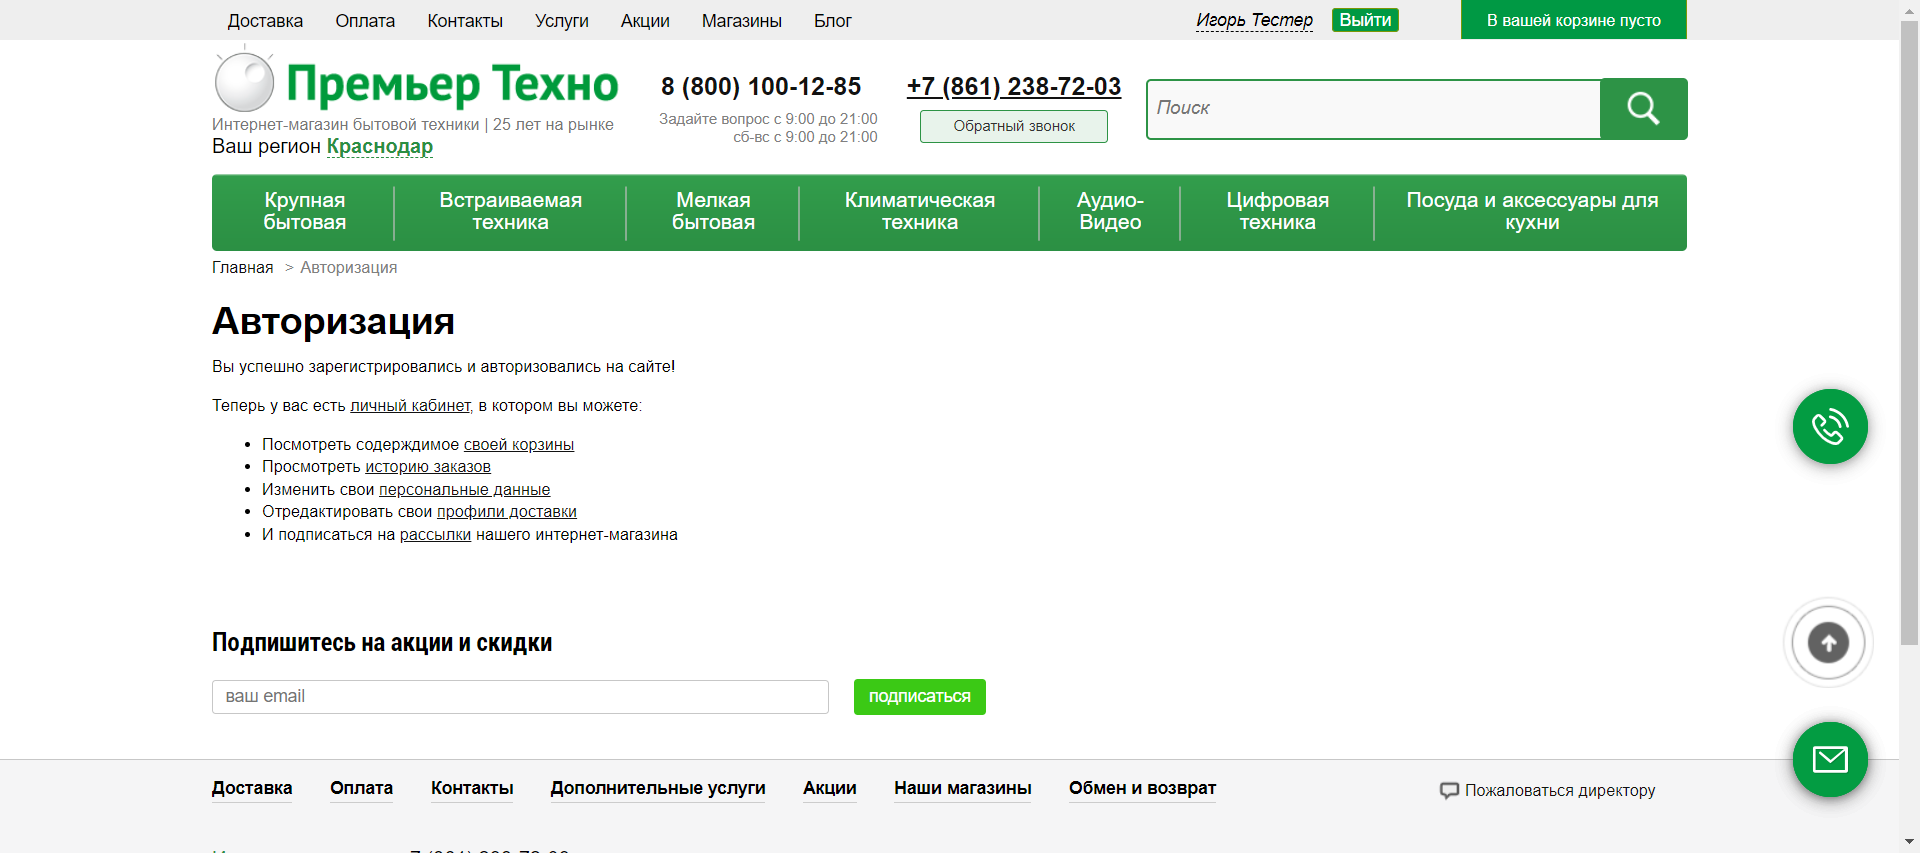 Доставка Оплата Контакты Услуги Акции Магазины Блог Игорь Тестер Выйти В вашей корзине пусто
Премьер Техно
Интернет-магазин бытовой техники | 25 лет на рынке
Ваш регион Краснодар
8 (800) 100-12-85
Задайте вопрос с 9:00 до 21:00
сб-вс с 9:00 до 21:00
+7 (861) 238-72-03
Обратный звонок
Поиск
Крупная
бытовая
Встраиваемая
техника
Мелкая
бытовая
Климатическая
техника
Аудио-
Видео
Цифровая
техника
Посуда и аксессуары для
кухни
Главная > Авторизация
Авторизация
Вы успешно зарегистрировались и авторизовались на сайте!
Теперь у вас есть личный кабинет, в котором вы можете:
• Посмотреть содерждимое своей корзины
• Просмотреть историю заказов
• Изменить свои персональные данные
• Отредактировать свои профили доставки
• И подписаться на рассылки нашего интернет-магазина
Подпишитесь на акции и скидки
ваш email подписаться
Доставка Оплата Контакты Дополнительные услуги Акции Наши магазины Обмен и возврат Пожаловаться директору